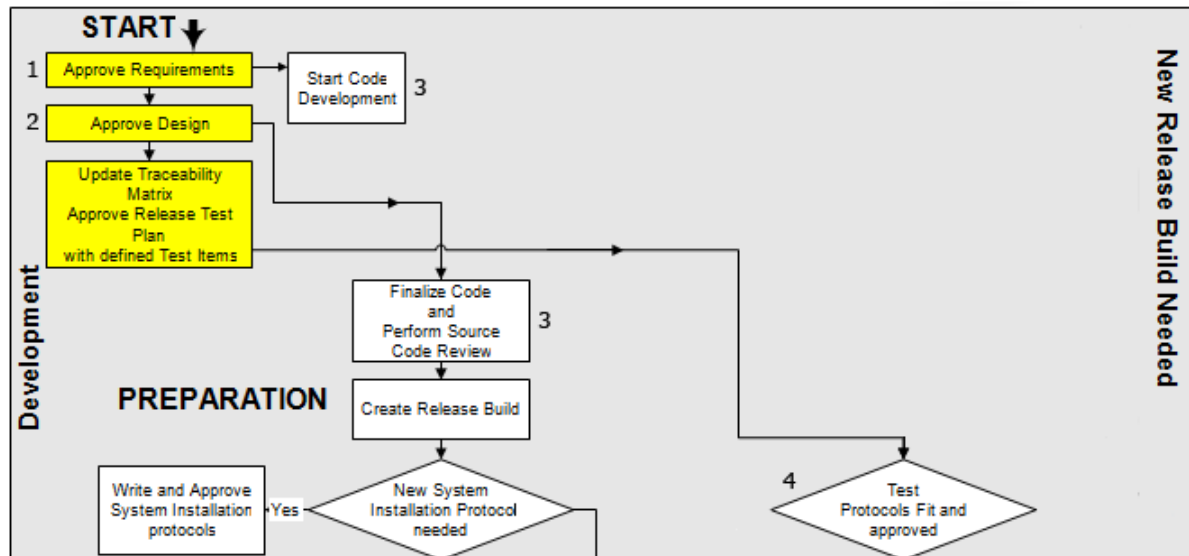 START
1
Approve Requirements
Start Code
Development
3
2
Approve Design
Update Traceability
Matrix
Approve Release Test
Plan
with defined Test Items
New Release Build Needed
Development
Finalize Code
and
Perform Source
Code Review
3
PREPARATION
Create Release Build
Write and Approve
System Installation
protocols
Yes
New System
Installation Protocol
needed
4
Test
Protocols Fit and
approved